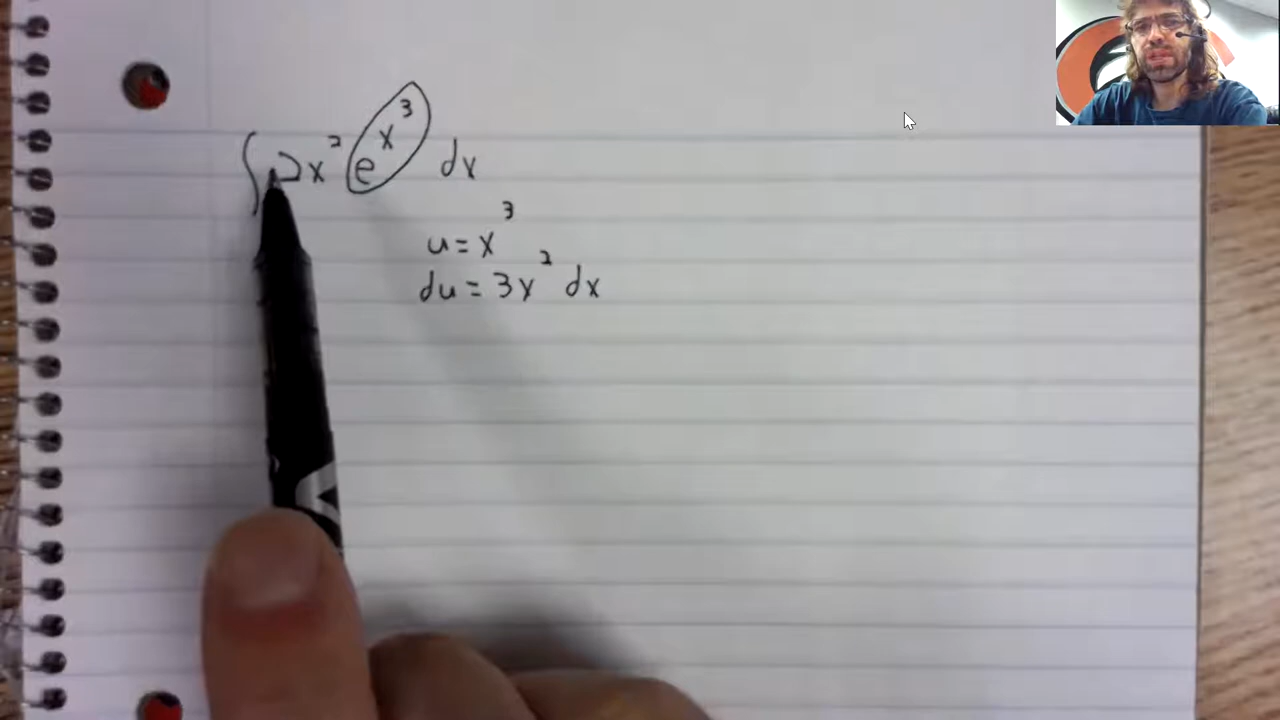 ∫ 2x² e^x³ dx
u = x³
du = 3x² dx